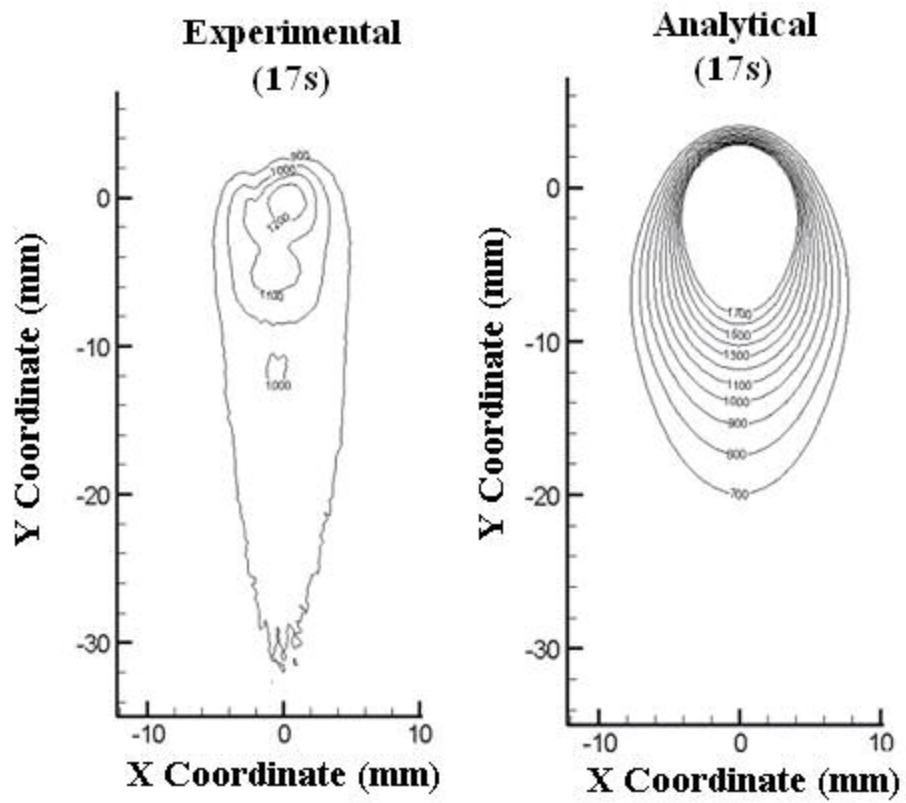 Experimental
(17s)
900
1000
1200
1100
1000
0
-10
-20
-30
-10 0 10
X Coordinate (mm)
Y Coordinate (mm)
Analytical
(17s)
1700
1500
1300
1100
1000
900
800
700
0
-10
-20
-30
-10 0 10
X Coordinate (mm)
Y Coordinate (mm)